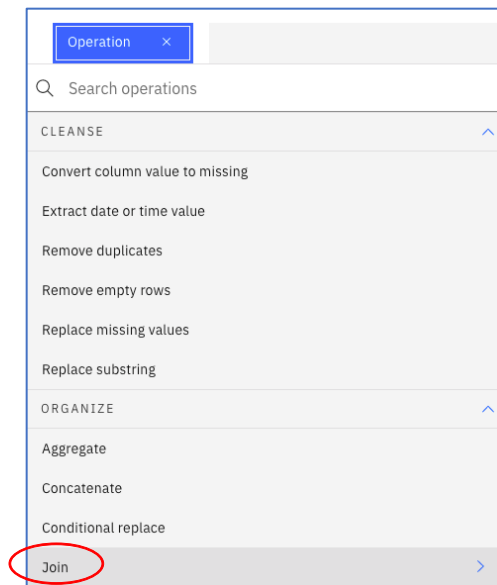 Operation ×
Search operations
CLEANSE
Convert column value to missing
Extract date or time value
Remove duplicates
Remove empty rows
Replace missing values
Replace substring
ORGANIZE
Aggregate
Concatenate
Conditional replace
Join